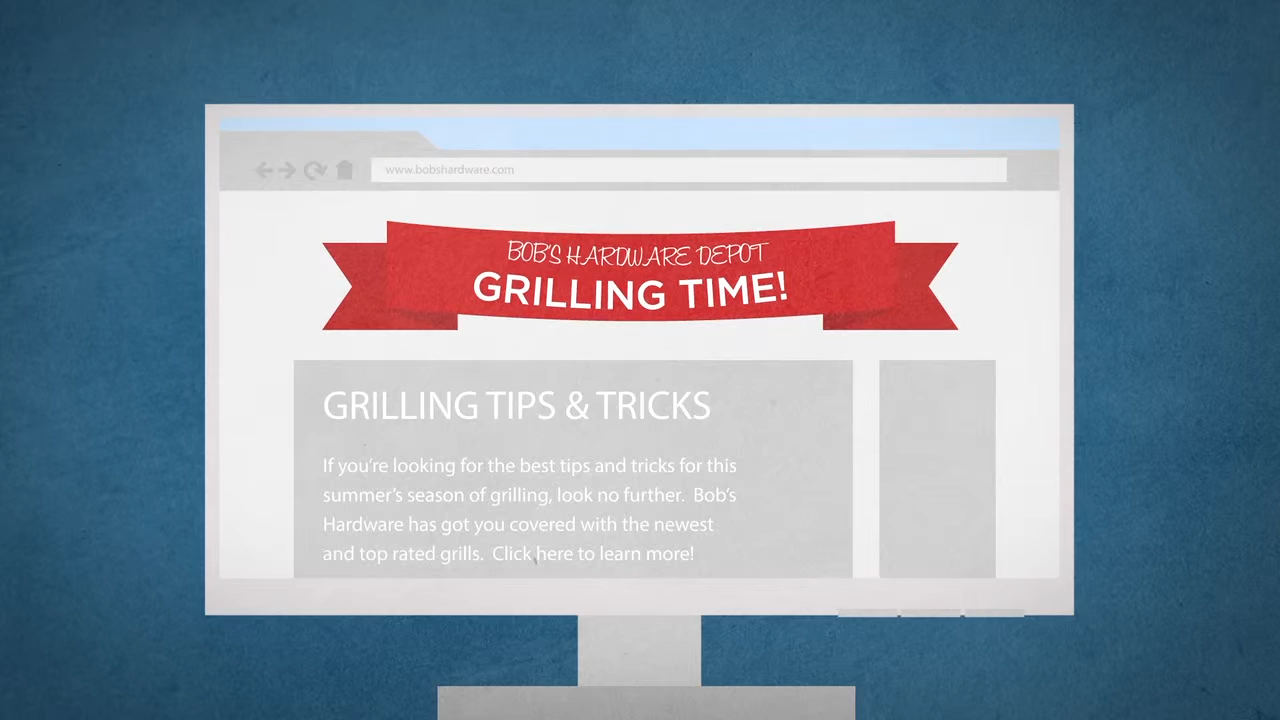 www.bobshardware.com
BOB'S HARDWARE DEPOT
GRILLING TIME!
GRILLING TIPS & TRICKS
If you're looking for the best tips and tricks for this
summer's season of grilling, look no further.  Bob's
Hardware has got you covered with the newest
and top rated grills.  Click here to learn more!